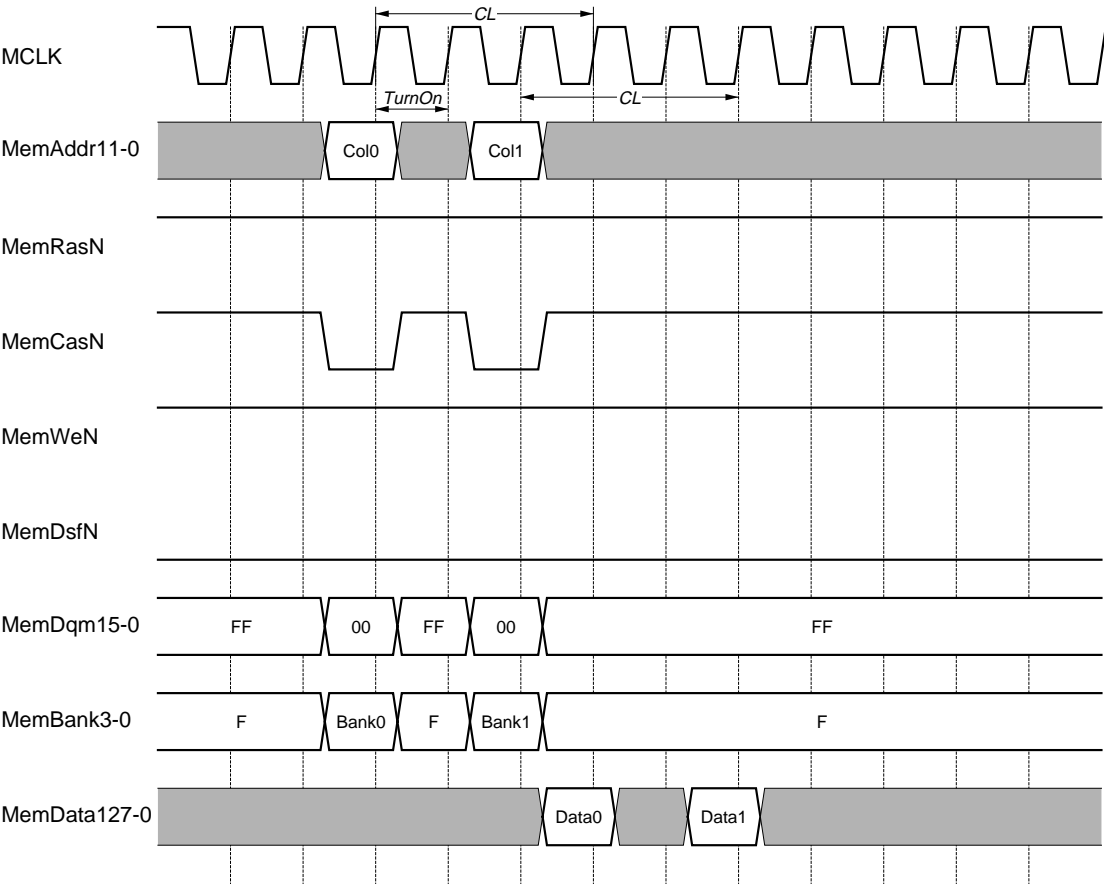 CL
MCLK
TurnOn
CL
MemAddr11-0
Col0
Col1
MemRasN
MemCasN
MemWeN
MemDsfN
MemDqm15-0
FF
00
FF
00
FF
MemBank3-0
F
Bank0
F
Bank1
F
MemData127-0
Data0
Data1